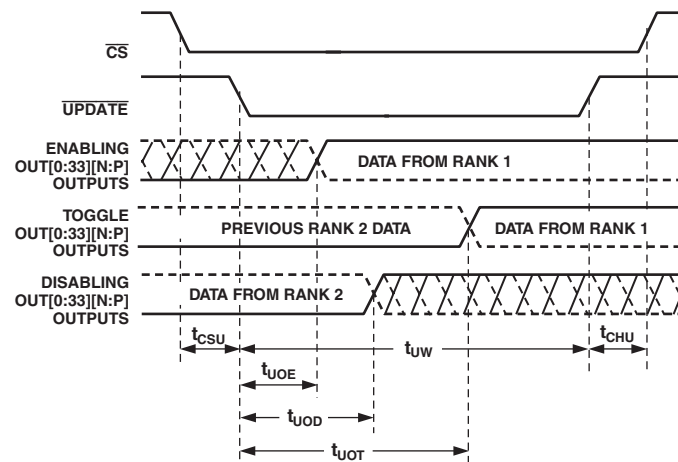 CS
UPDATE
ENABLING
OUT[0:33][N:P]
OUTPUTS
DATA FROM RANK 1
TOGGLE
OUT[0:33][N:P]
OUTPUTS
PREVIOUS RANK 2 DATA
DATA FROM RANK 1
DISABLING
OUT[0:33][N:P]
OUTPUTS
DATA FROM RANK 2
tCSU
tUW
tCHU
tUOE
tUOD
tUOT